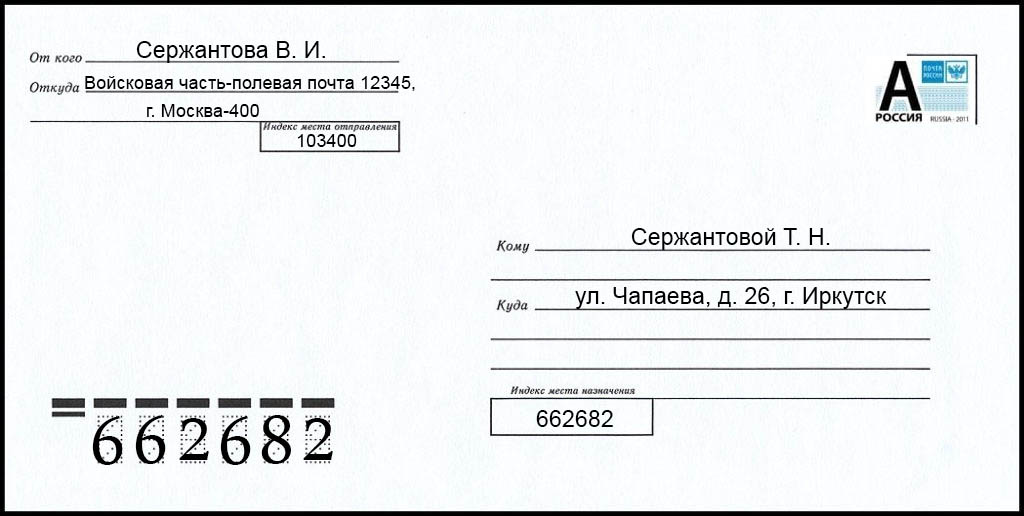 От кого Сержантова В. И.
Откуда Войсковая часть-полевая почта 12345,
г. Москва-400
Индекс места отправления
103400
А
ПОЧТА
РОССИИ
РОССИЯ RUSSIA · 2011
Кому Сержантовой Т. Н.
Куда ул. Чапаева, д. 26, г. Иркутск
Индекс места назначения
662682
662682